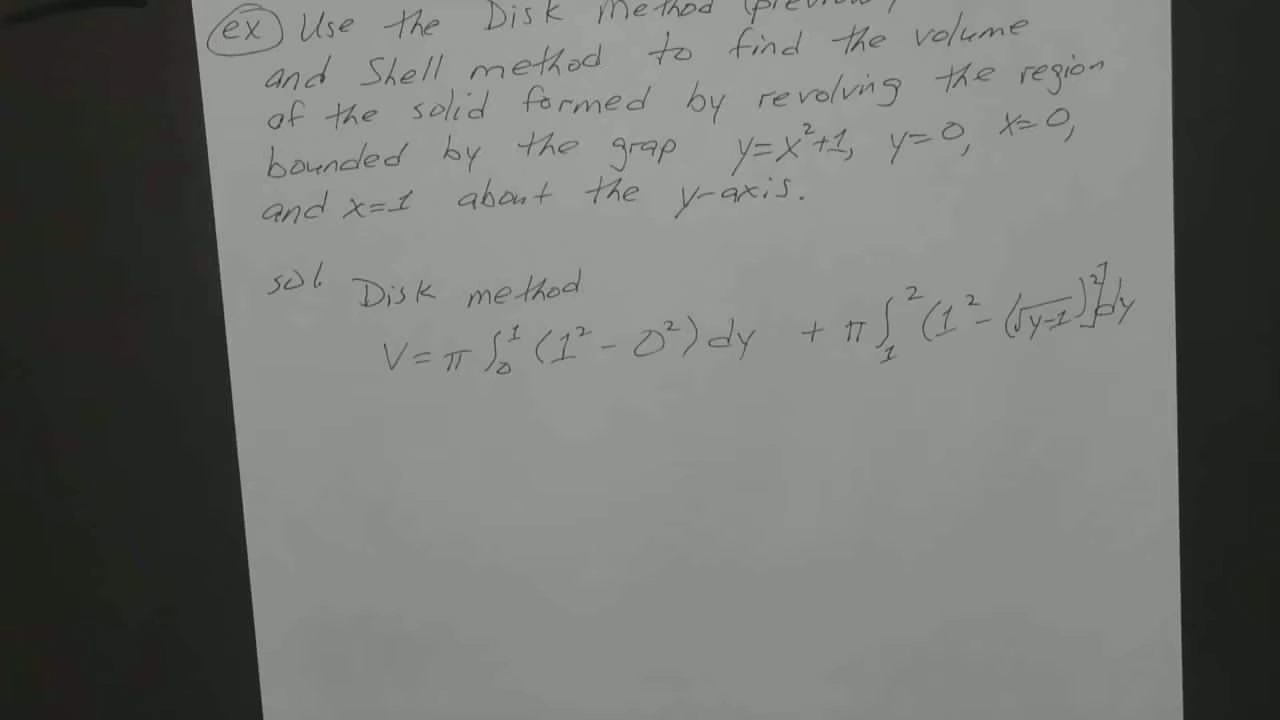 ex Use the Disk Method
and Shell method to find the volume
of the solid formed by revolving the region
bounded by the grap y=x²+1, y=0, x=0,
and x=1 about the y-axis.
sol. Disk method
V = π ∫₀¹ (1² - 0²) dy + π ∫₁² (1² - (√y-1)²] dy